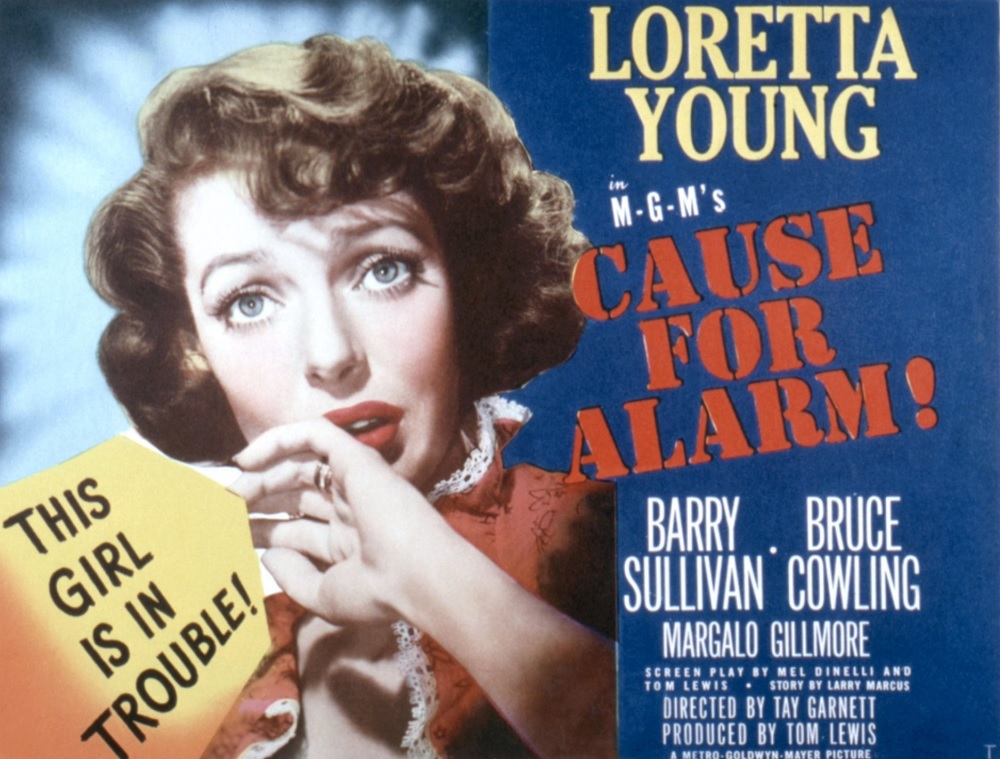 LORETTA
YOUNG
in
M-G-M's
CAUSE
FOR
ALARM!
THIS
GIRL
IS IN
TROUBLE!
BARRY SULLIVAN · BRUCE COWLING
MARGALO GILLMORE
SCREEN PLAY BY MEL DINELLI AND
TOM LEWIS • STORY BY LARRY MARCUS
DIRECTED BY TAY GARNETT
PRODUCED BY TOM LEWIS
A METRO-GOLDWYN-MAYER PICTURE
T